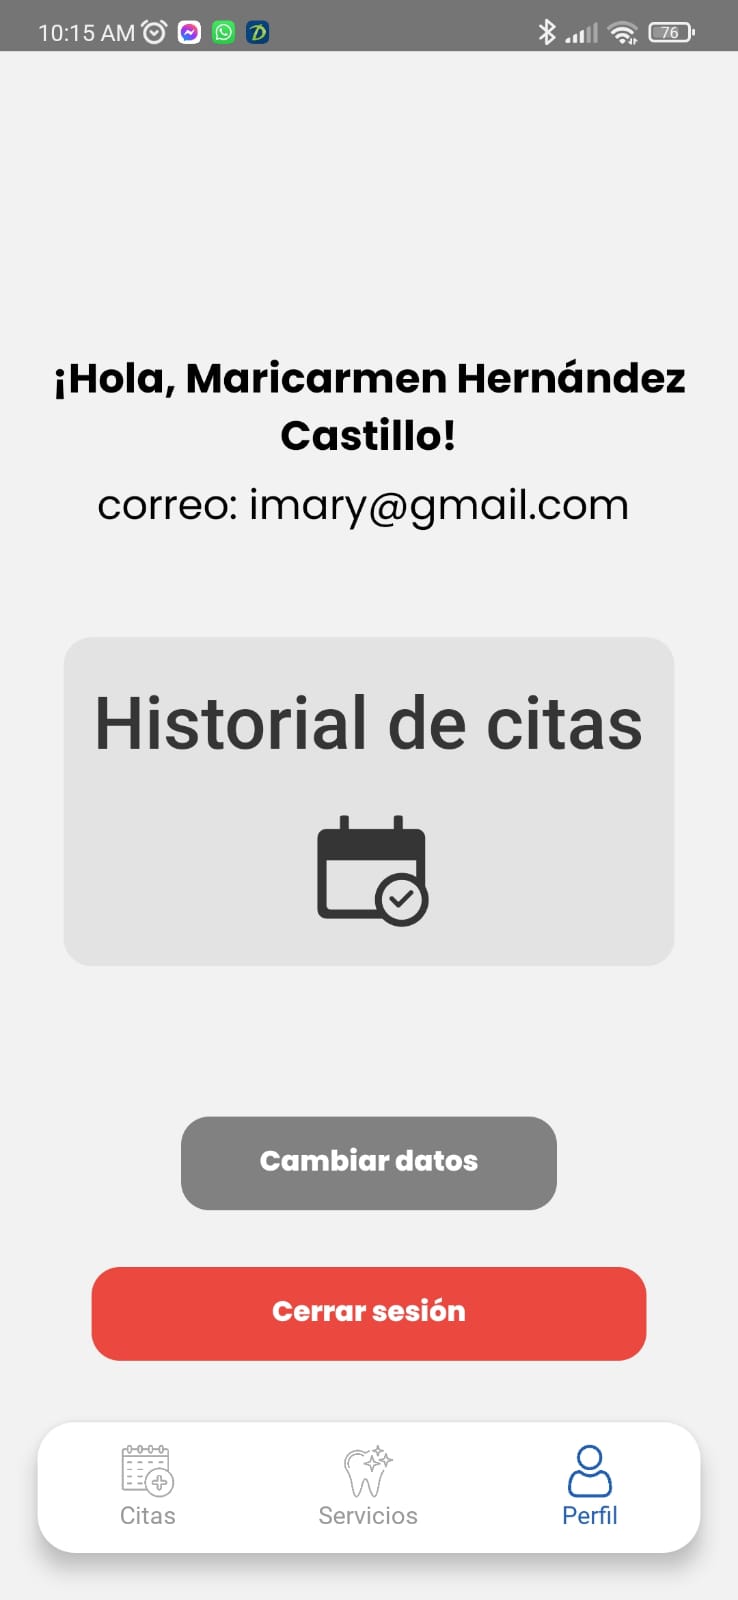 10:15 AM
76
¡Hola, Maricarmen Hernández
Castillo!
correo: imary@gmail.com
Historial de citas
Cambiar datos
Cerrar sesión
Citas
Servicios
Perfil